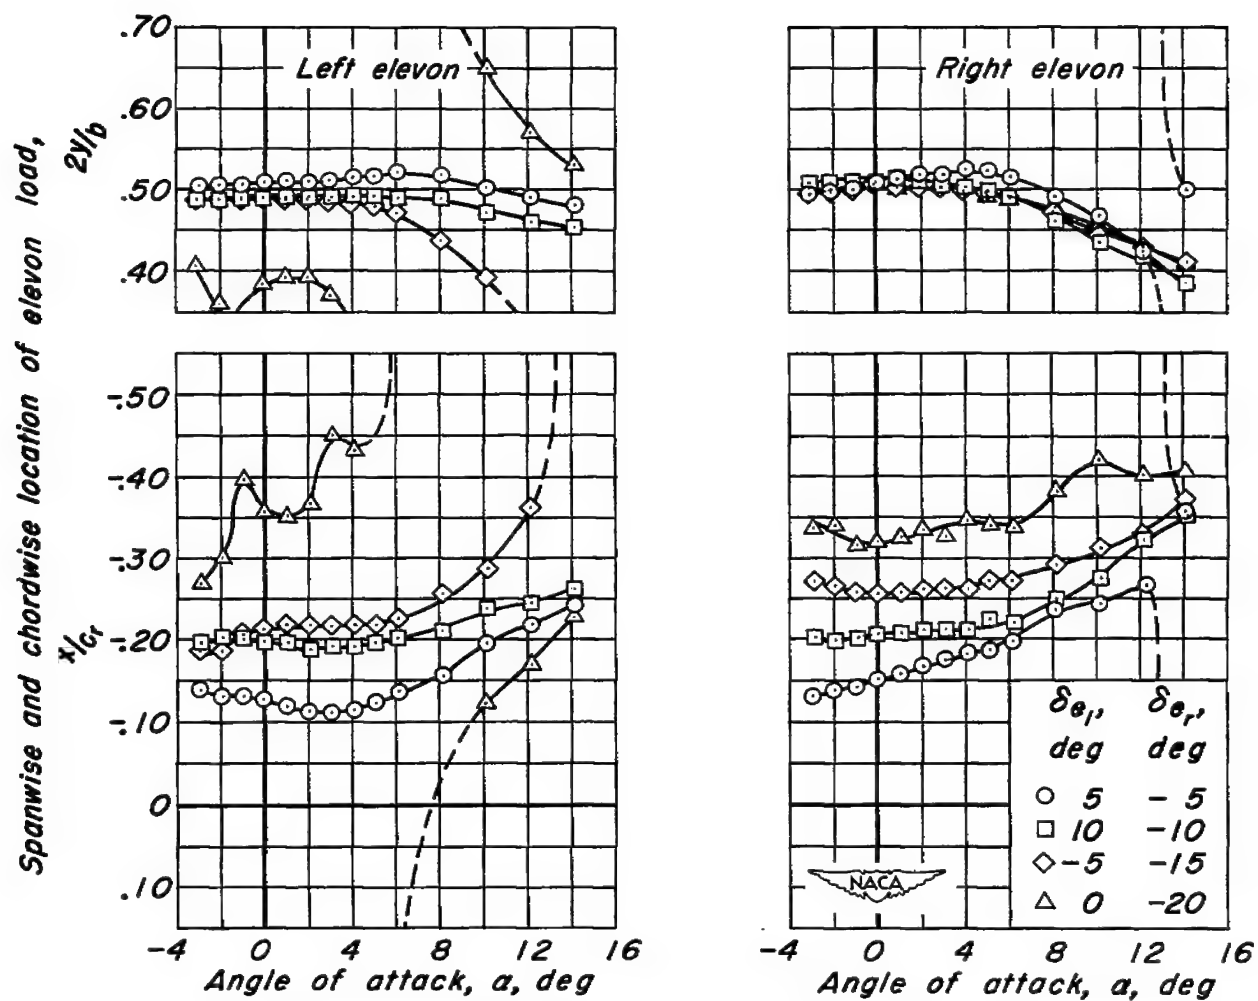 Spanwise and chordwise location of elevon load,
2y/b
.70
.60
.50
.40
Left elevon
Right elevon
x/cr
-.50
-.40
-.30
-.20
-.10
0
.10
-4 0 4 8 12 16
Angle of attack, α, deg
-4 0 4 8 12 16
Angle of attack, α, deg
δel, δer,
deg deg
5 -5
10 -10
-5 -15
0 -20
NACA